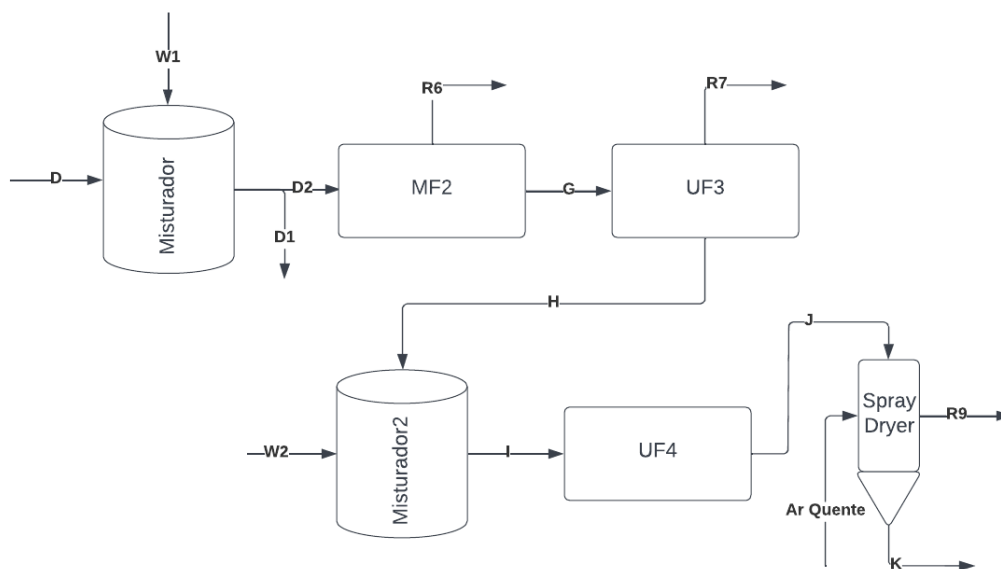 W1
D
Misturador
D2
D1
R6
MF2
G
R7
UF3
H
W2
Misturador2
I
UF4
J
Spray
Dryer
R9
Ar Quente
K